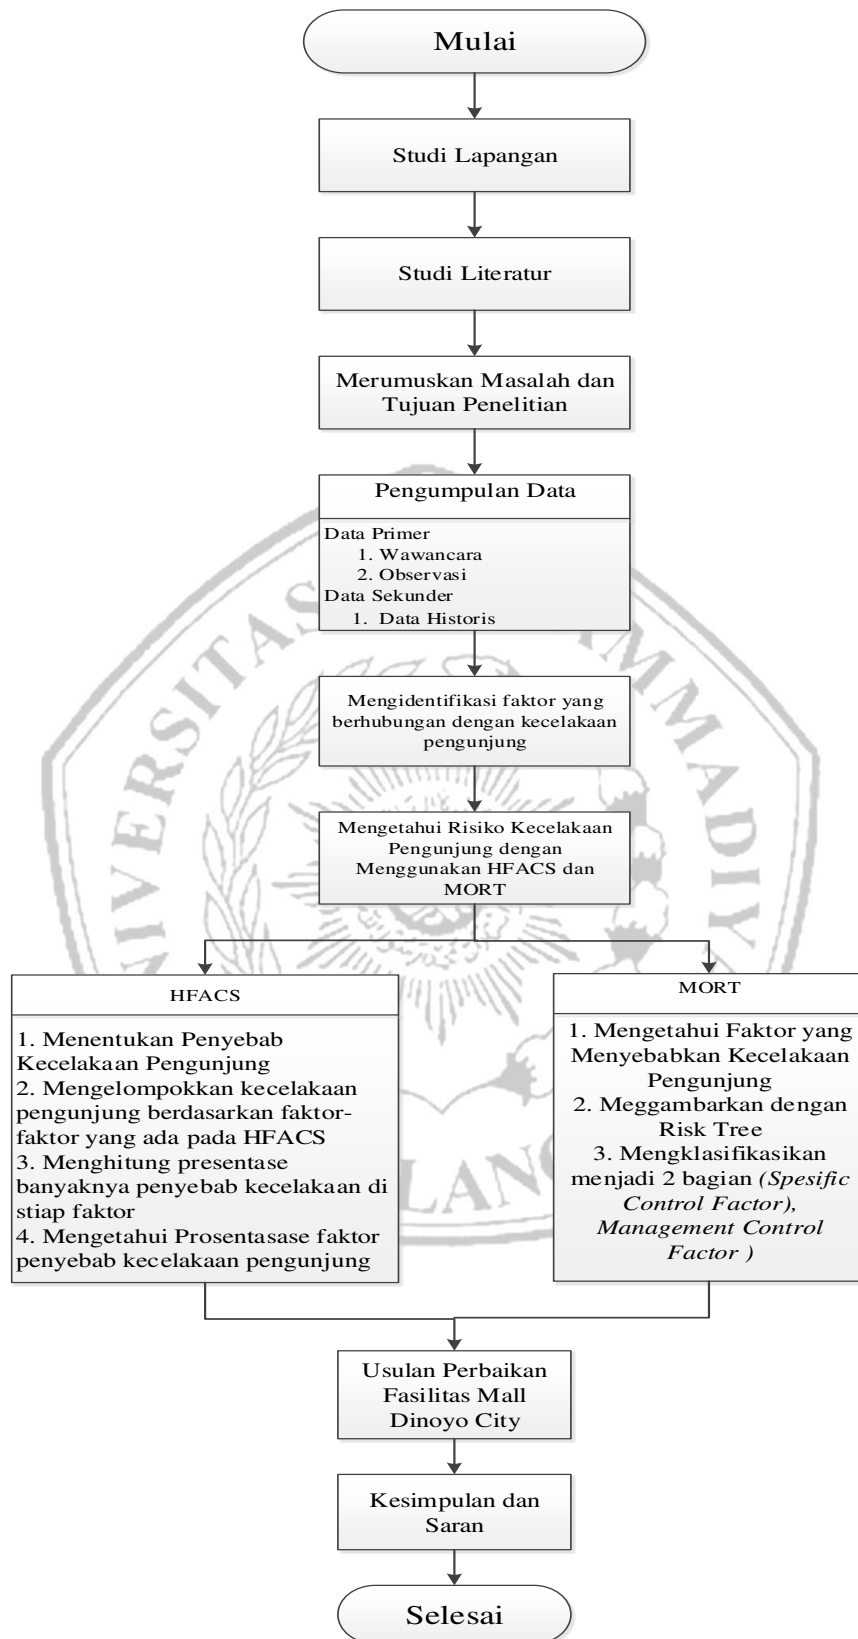 Mulai
Studi Lapangan
Studi Literatur
Merumuskan Masalah dan
Tujuan Penelitian
Pengumpulan Data
Data Primer
1. Wawancara
2. Observasi
Data Sekunder
1. Data Historis
Mengidentifikasi faktor yang
berhubungan dengan kecelakaan
pengunjung
Mengetahui Risiko Kecelakaan
Pengunjung dengan
Menggunakan HFACS dan
MORT
HFACS
1. Menentukan Penyebab
Kecelakaan Pengunjung
2. Mengelompokkan kecelakaan
pengunjung berdasarkan faktor-
faktor yang ada pada HFACS
3. Menghitung presentase
banyaknya penyebab kecelakaan di
stiap faktor
4. Mengetahui Prosentasase faktor
penyebab kecelakaan pengunjung
MORT
1. Mengetahui Faktor yang
Menyebabkan Kecelakaan
Pengunjung
2. Meggambarkan dengan
Risk Tree
3. Mengklasifikasikan
menjadi 2 bagian (Spesific
Control Factor),
Management Control
Factor )
Usulan Perbaikan
Fasilitas Mall
Dinoyo City
Kesimpulan dan
Saran
Selesai